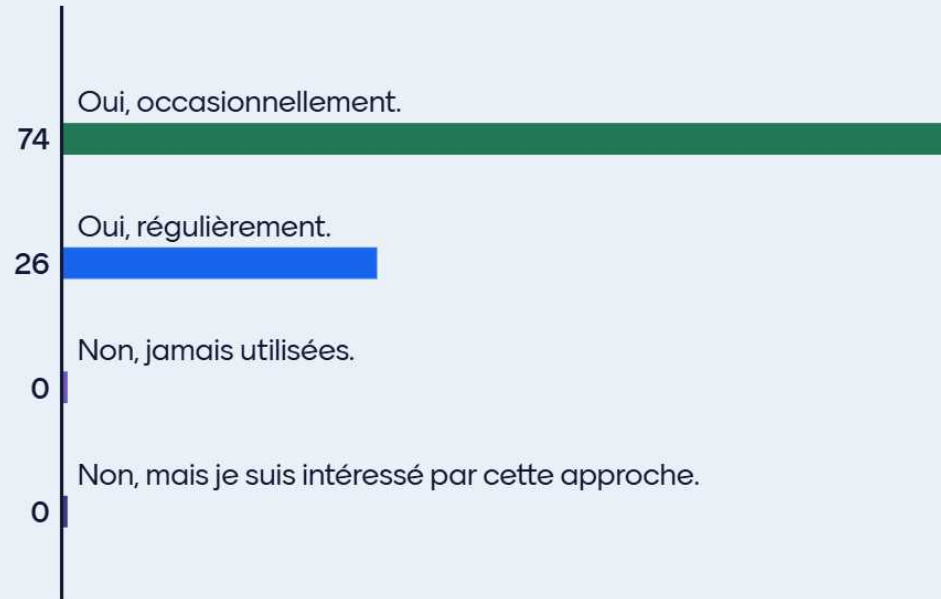 Oui, occasionnellement.
74
Oui, régulièrement.
26
Non, jamais utilisées.
0
Non, mais je suis intéressé par cette approche.
0